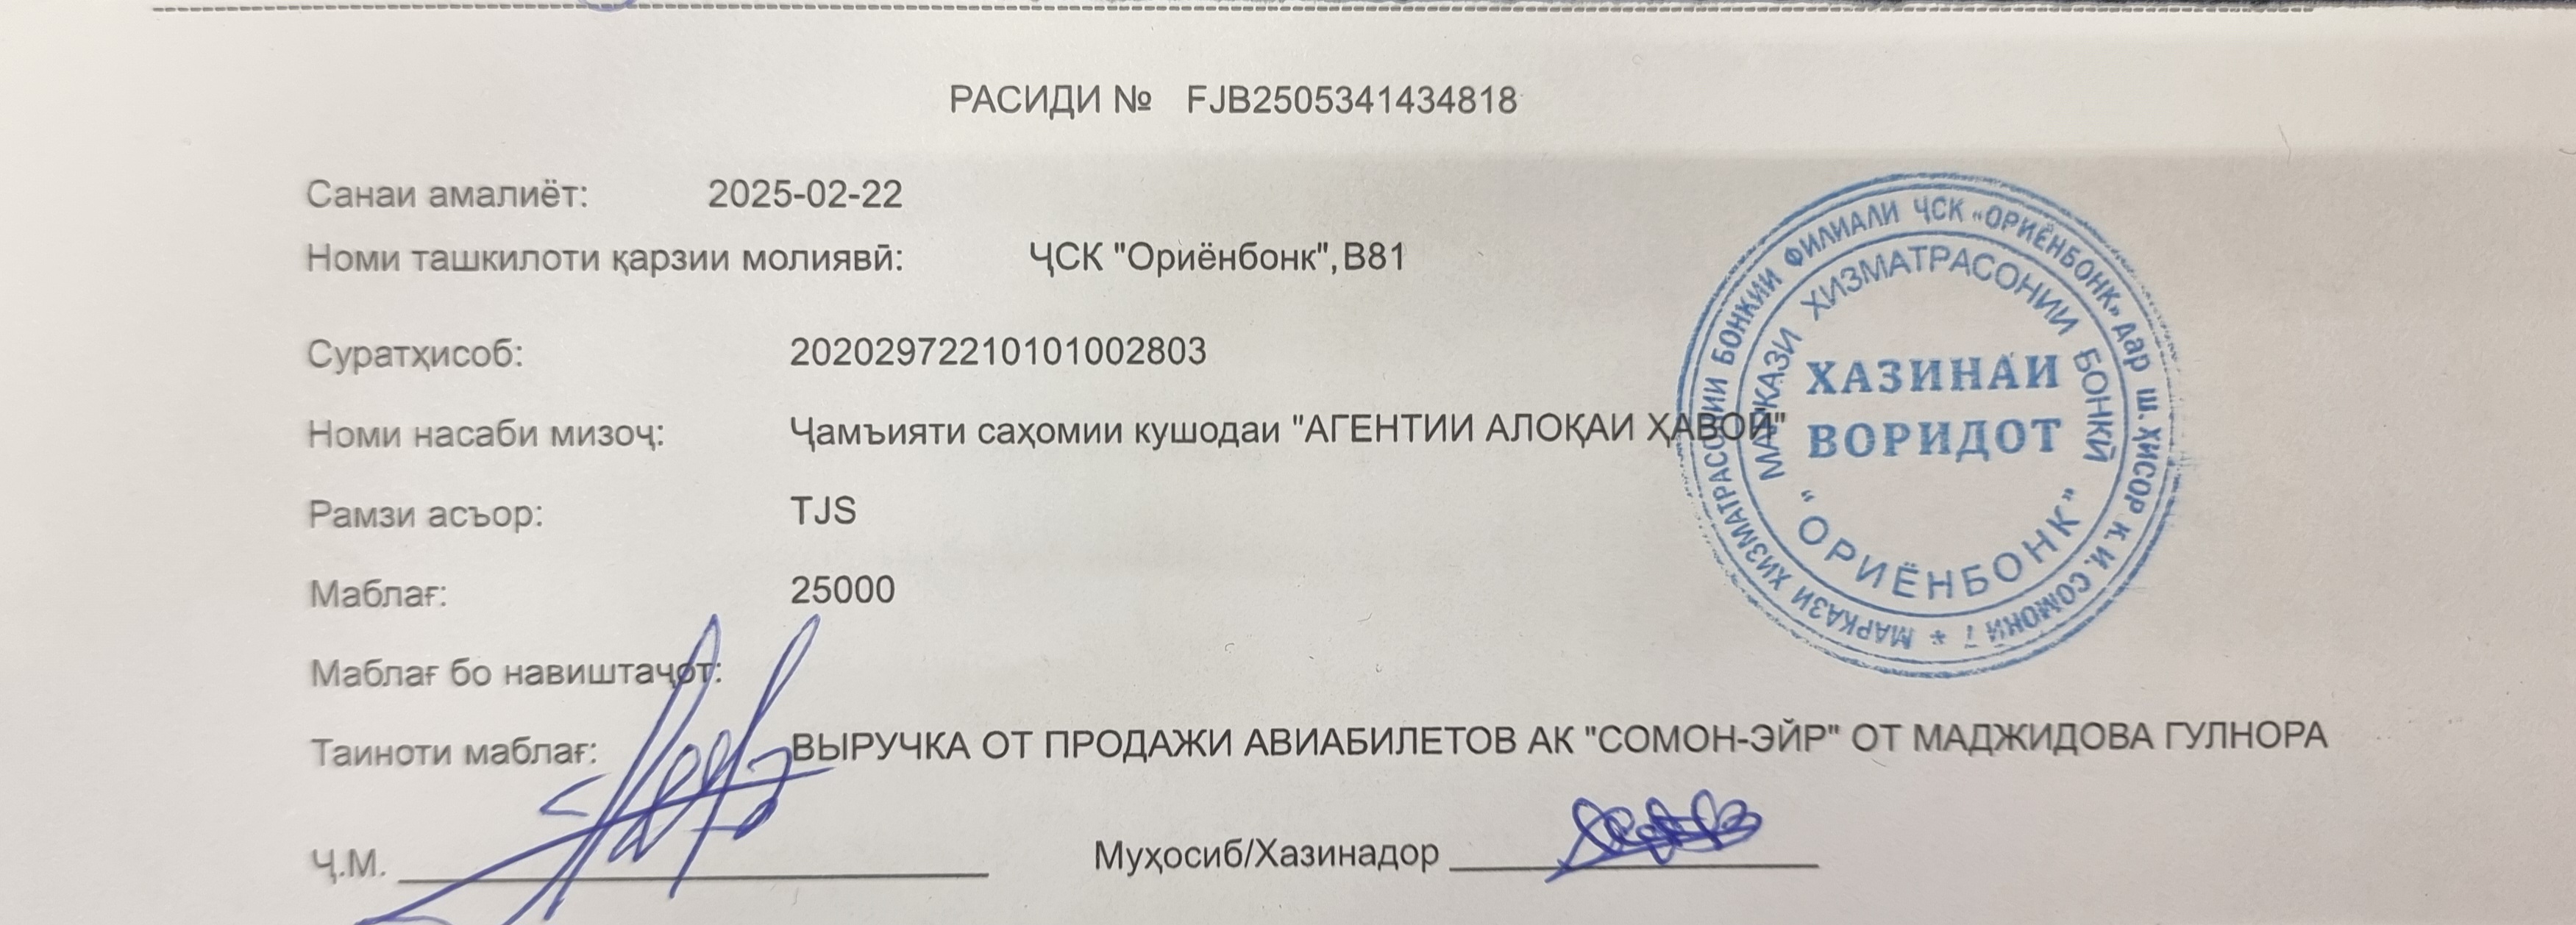 РАСИДИ № FJB2505341434818
Санаи амалиёт: 2025-02-22
Номи ташкилоти қарзии молиявӣ: ҶСК "Ориёнбонк", B81
Суратҳисоб: 20202972210101002803
Номи насаби мизоҷ: Ҷамъияти саҳомии кушодаи "АГЕНТИИ АЛОҚАИ ҲАВОЙ"
Рамзи асъор: TJS
Маблағ: 25000
Маблағ бо навиштаҷот:
Таиноти маблағ: ВЫРУЧКА ОТ ПРОДАЖИ АВИАБИЛЕТОВ АК "СОМОН-ЭЙР" ОТ МАДЖИДОВА ГУЛНОРА
Ҷ.М. Муҳосиб/Хазинадор
МАРКАЗИ ХИЗМАТРАСОНИИ БОНКИИ ФИЛИАЛИ ҶСК «ОРИЁНБОНК» дар ш. ҲИСОР К. И. СОМОНӢ 7 *
МАРКАЗИ ХИЗМАТРАСОНИИ БОНКӢ
"ОРИЁНБОНК"
ХАЗИНАИ
ВОРИДОТ